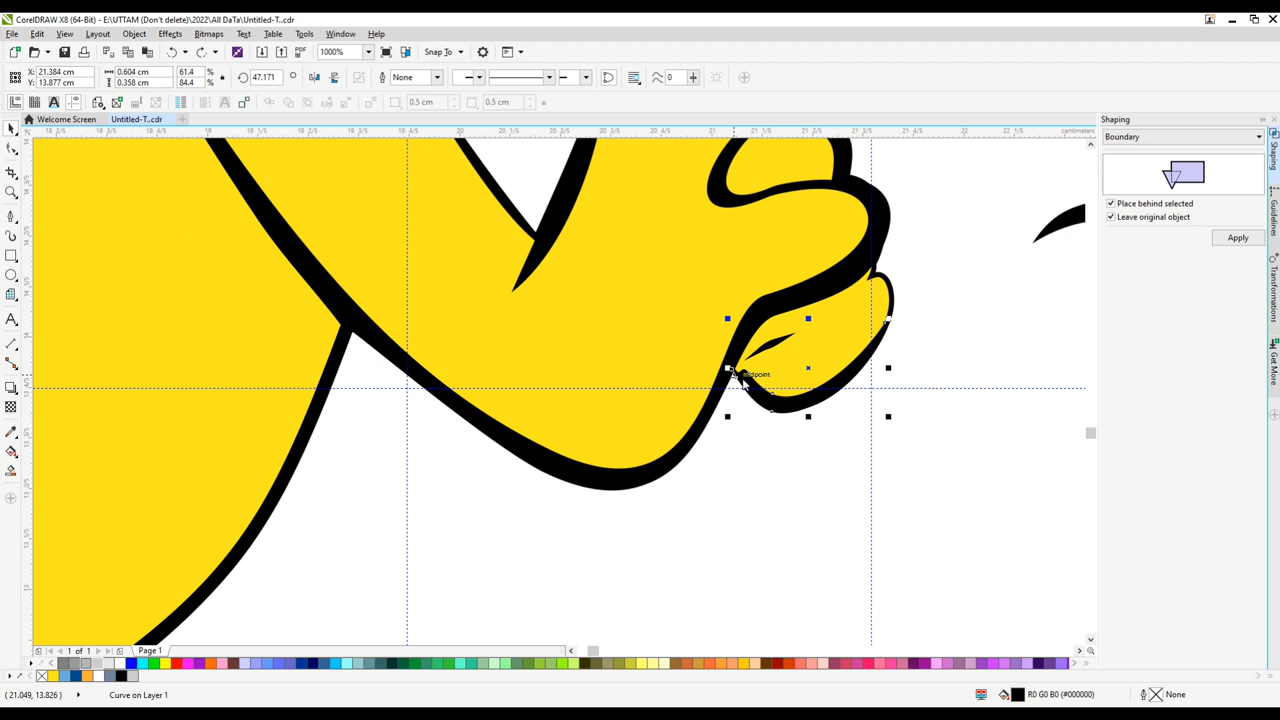 CorelDRAW X8 (64-Bit) - E:\UTTAM (Don't delete)\2022\All DaTa\Untitled-T..cdr
File Edit View Layout Object Effects Bitmaps Text Table Tools Window Help
1000% Snap To
X: 21.384 cm 0.604 cm 61.4 % 47.171 ° None 0
Y: 13.877 cm 0.358 cm 84.4 %
0.5 cm 0.5 cm
Welcome Screen Untitled-T..cdr
centimeters
Shaping
Boundary
Place behind selected
Leave original object
Apply
Shaping
Guidelines
Transformations
Get More
midpoint
1 of 1 Page 1
( 21.049, 13.826 ) Curve on Layer 1 R0 G0 B0 (#000000) None